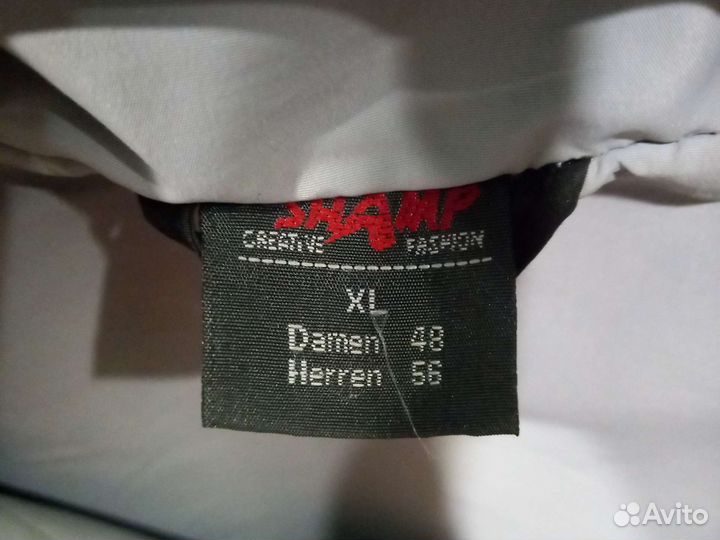 SHAMP
CREATIVE FASHION
XL
Damen 48
Herren 56
Avito